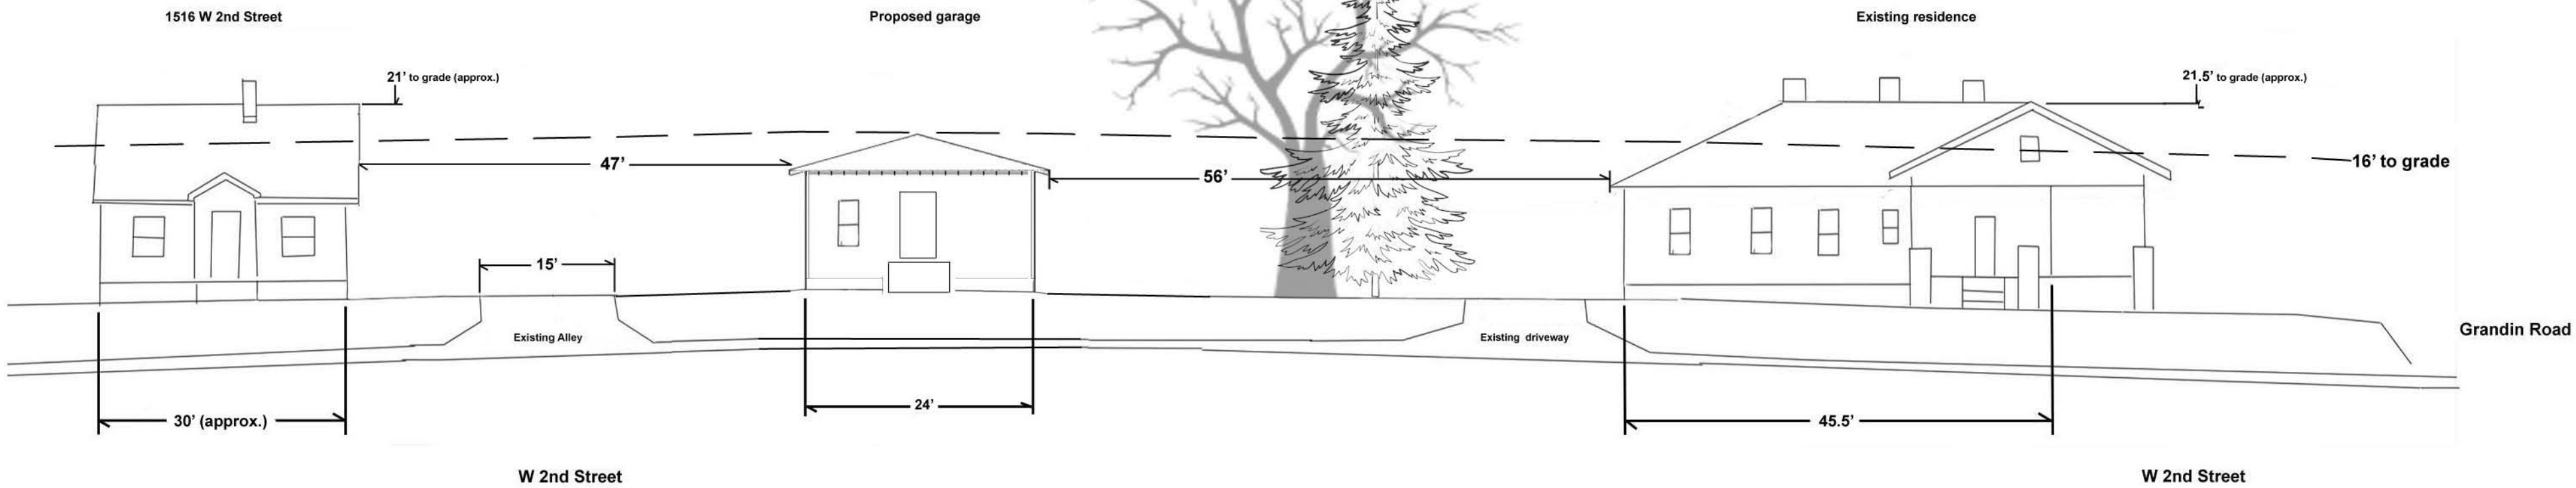 1516 W 2nd Street
Proposed garage
Existing residence
21' to grade (approx.)
21.5' to grade (approx.)
47'
56'
16' to grade
15'
Existing Alley
Existing driveway
Grandin Road
30' (approx.)
24'
45.5'
W 2nd Street
W 2nd Street